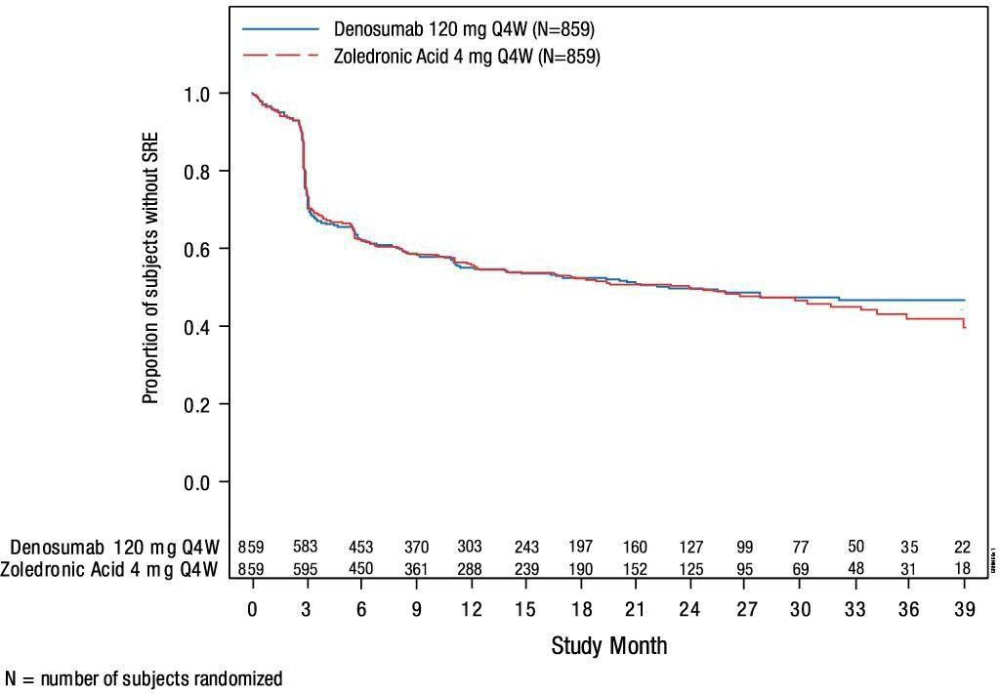 Denosumab 120 mg Q4W (N=859)
Zoledronic Acid 4 mg Q4W (N=859)
1.0
0.8
0.6
0.4
0.2
0.0
Proportion of subjects without SRE
Denosumab 120 mg Q4W 859 583 453 370 303 243 197 160 127 99 77 50 35 22
Zoledronic Acid 4 mg Q4W 859 595 450 361 288 239 190 152 125 95 69 48 31 18
0 3 6 9 12 15 18 21 24 27 30 33 36 39
Study Month
N = number of subjects randomized